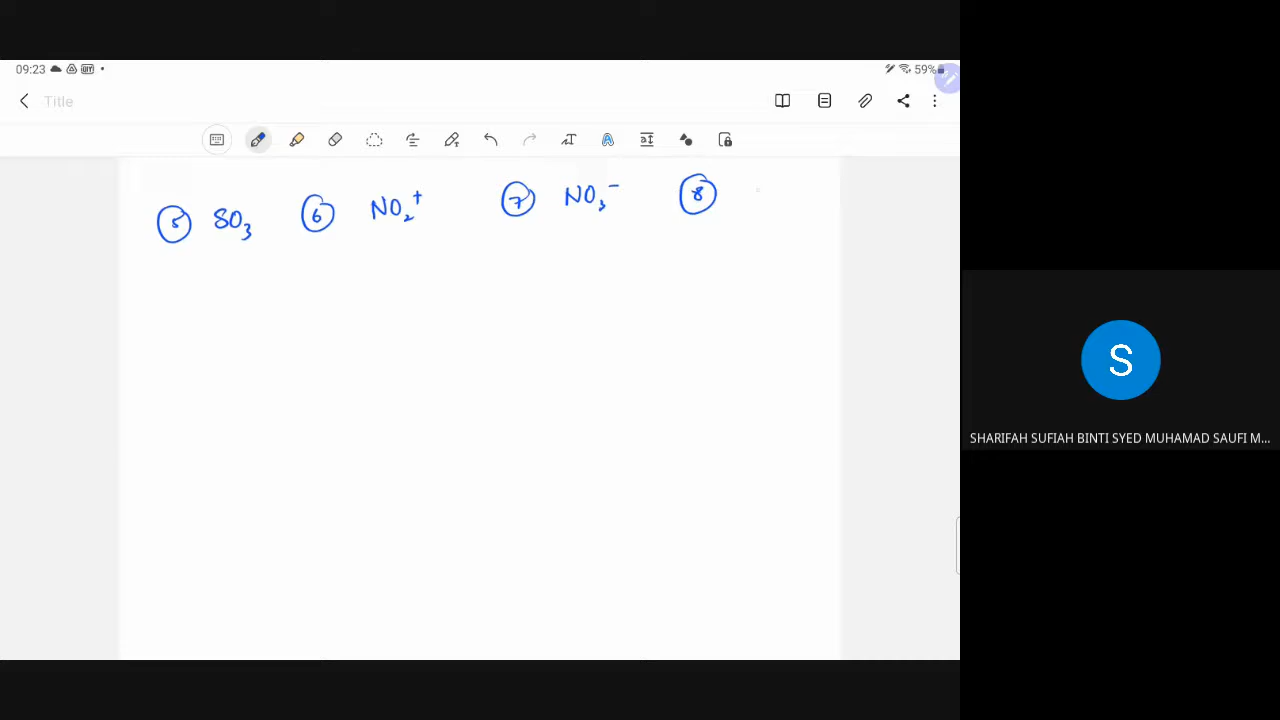 09:23 59%
Title
⑤ SO₃ ⑥ NO₂⁺ ⑦ NO₃⁻ ⑧
S
SHARIFAH SUFIAH BINTI SYED MUHAMAD SAUFI M...